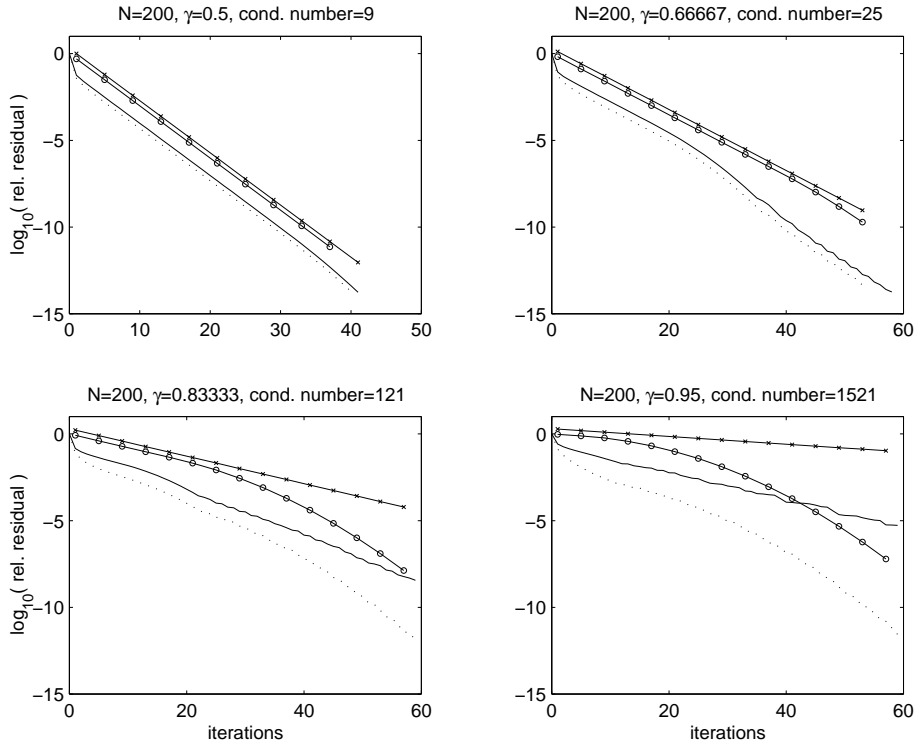 N=200, γ=0.5, cond. number=9
log10( rel. residual )
0
−5
−10
−15
0 10 20 30 40 50
N=200, γ=0.66667, cond. number=25
0
−5
−10
−15
0 20 40 60
N=200, γ=0.83333, cond. number=121
log10( rel. residual )
0
−5
−10
−15
0 20 40 60
iterations
N=200, γ=0.95, cond. number=1521
0
−5
−10
−15
0 20 40 60
iterations